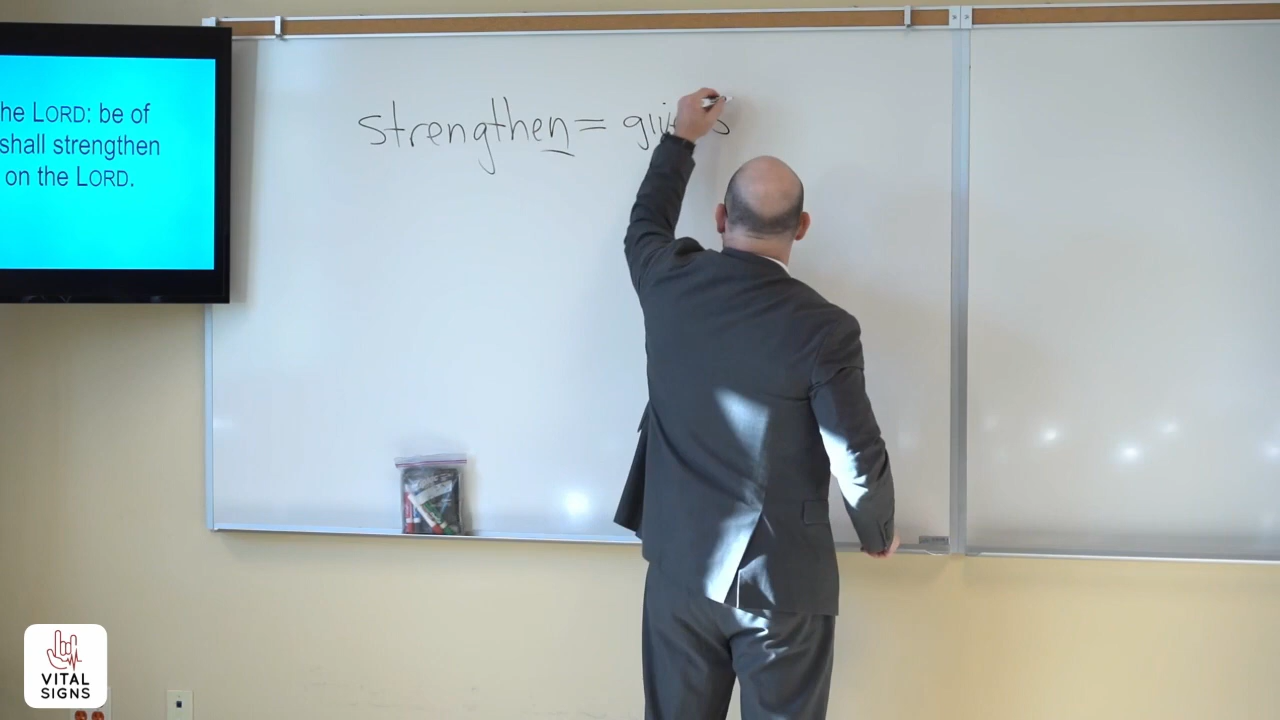 he LORD: be of
shall strengthen
on the LORD.
strengthen =
VITAL
SIGNS